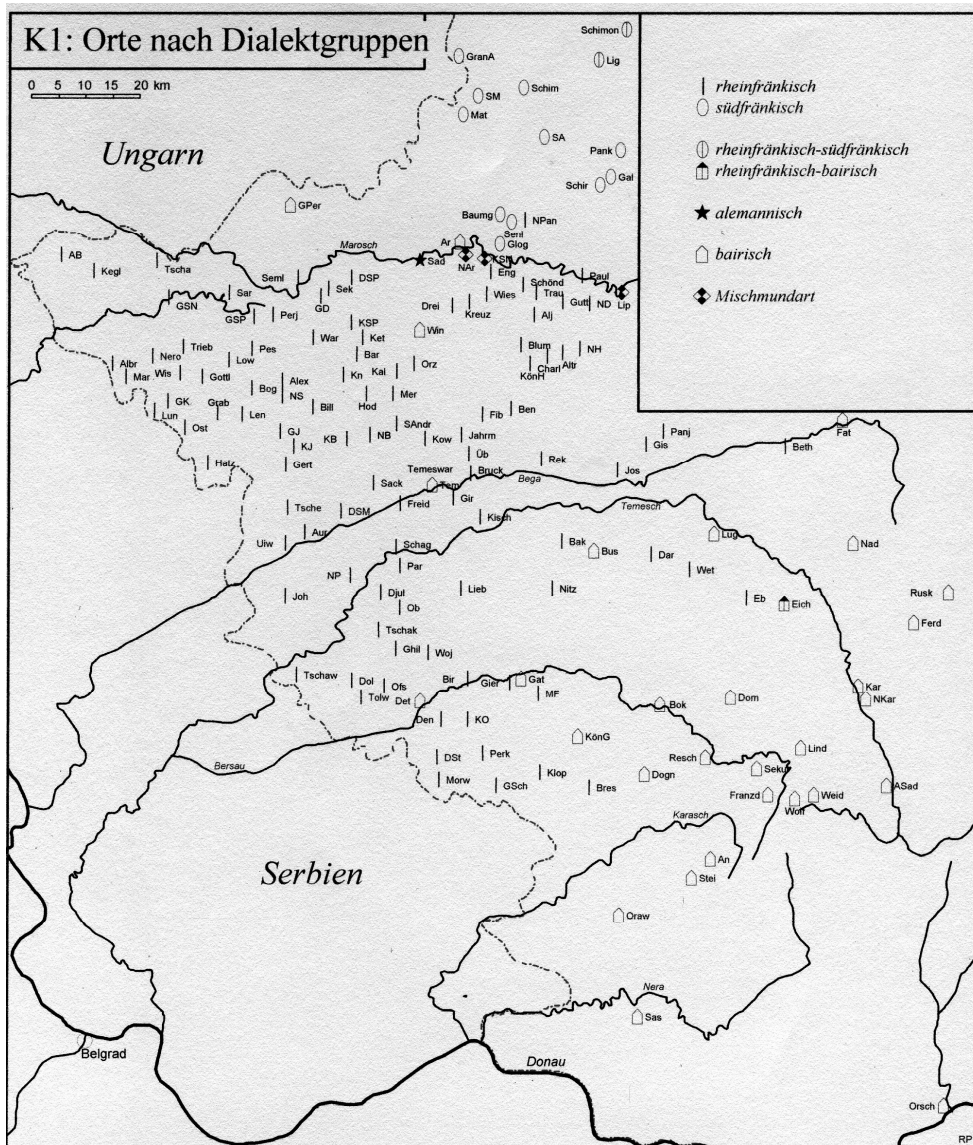 K1: Orte nach Dialektgruppen
0 5 10 15 20 km
Schimon
GranA
Lig
Schim
SM
Mat
SA
Pank
Gal
Schir
rheinfränkisch
südfränkisch
rheinfränkisch-südfränkisch
rheinfränkisch-bairisch
alemannisch
bairisch
Mischmundart
Ungarn
GPer
Baumg
NPan
Glog
Marosch
Ar
Sad
NAr
KSN
Eng
AB
Kegl
Tscha
Seml
DSP
Sek
GD
Schönd
Paul
Trau
Wies
Gutt
ND
Lip
Drei
Kreuz
Alj
GSN
Sar
GSP
Perj
KSP
Win
War
Ket
Trieb
Pes
Bar
Blum
NH
Albr
Nero
Low
Orz
KönH
Charl
Altr
Mar
Wis
Gottl
Alex
Kn
Kal
Bog
NS
Hod
Mer
GK
Grab
Bill
Lun
Len
Fib
Ben
Ost
GJ
KJ
KB
NB
SAndr
Kow
Jahrm
Panj
Gis
Beth
Fat
Hatz
Gert
Üb
Temeswar
Tem
Bruck
Rek
Jos
Bega
Sack
Tsche
DSM
Freid
Gir
Kisch
Temesch
Uiw
Aur
Schag
Bak
Bus
Dar
Lug
Nad
NP
Par
Wet
Joh
Djul
Lieb
Nitz
Eb
Eich
Rusk
Ob
Ferd
Tschak
Ghil
Woj
Tschaw
Dol
Ofs
Bir
Gier
Gat
Tolw
Det
MF
Bok
Dom
Kar
NKar
Den
KO
KönG
Lind
Bersau
DSt
Perk
Resch
Seku
Morw
Klop
Dogn
GSch
Bres
Franzd
Wolf
Weid
ASad
Karasch
An
Stei
Serbien
Oraw
Nera
Sas
Belgrad
Donau
Orsch
RP